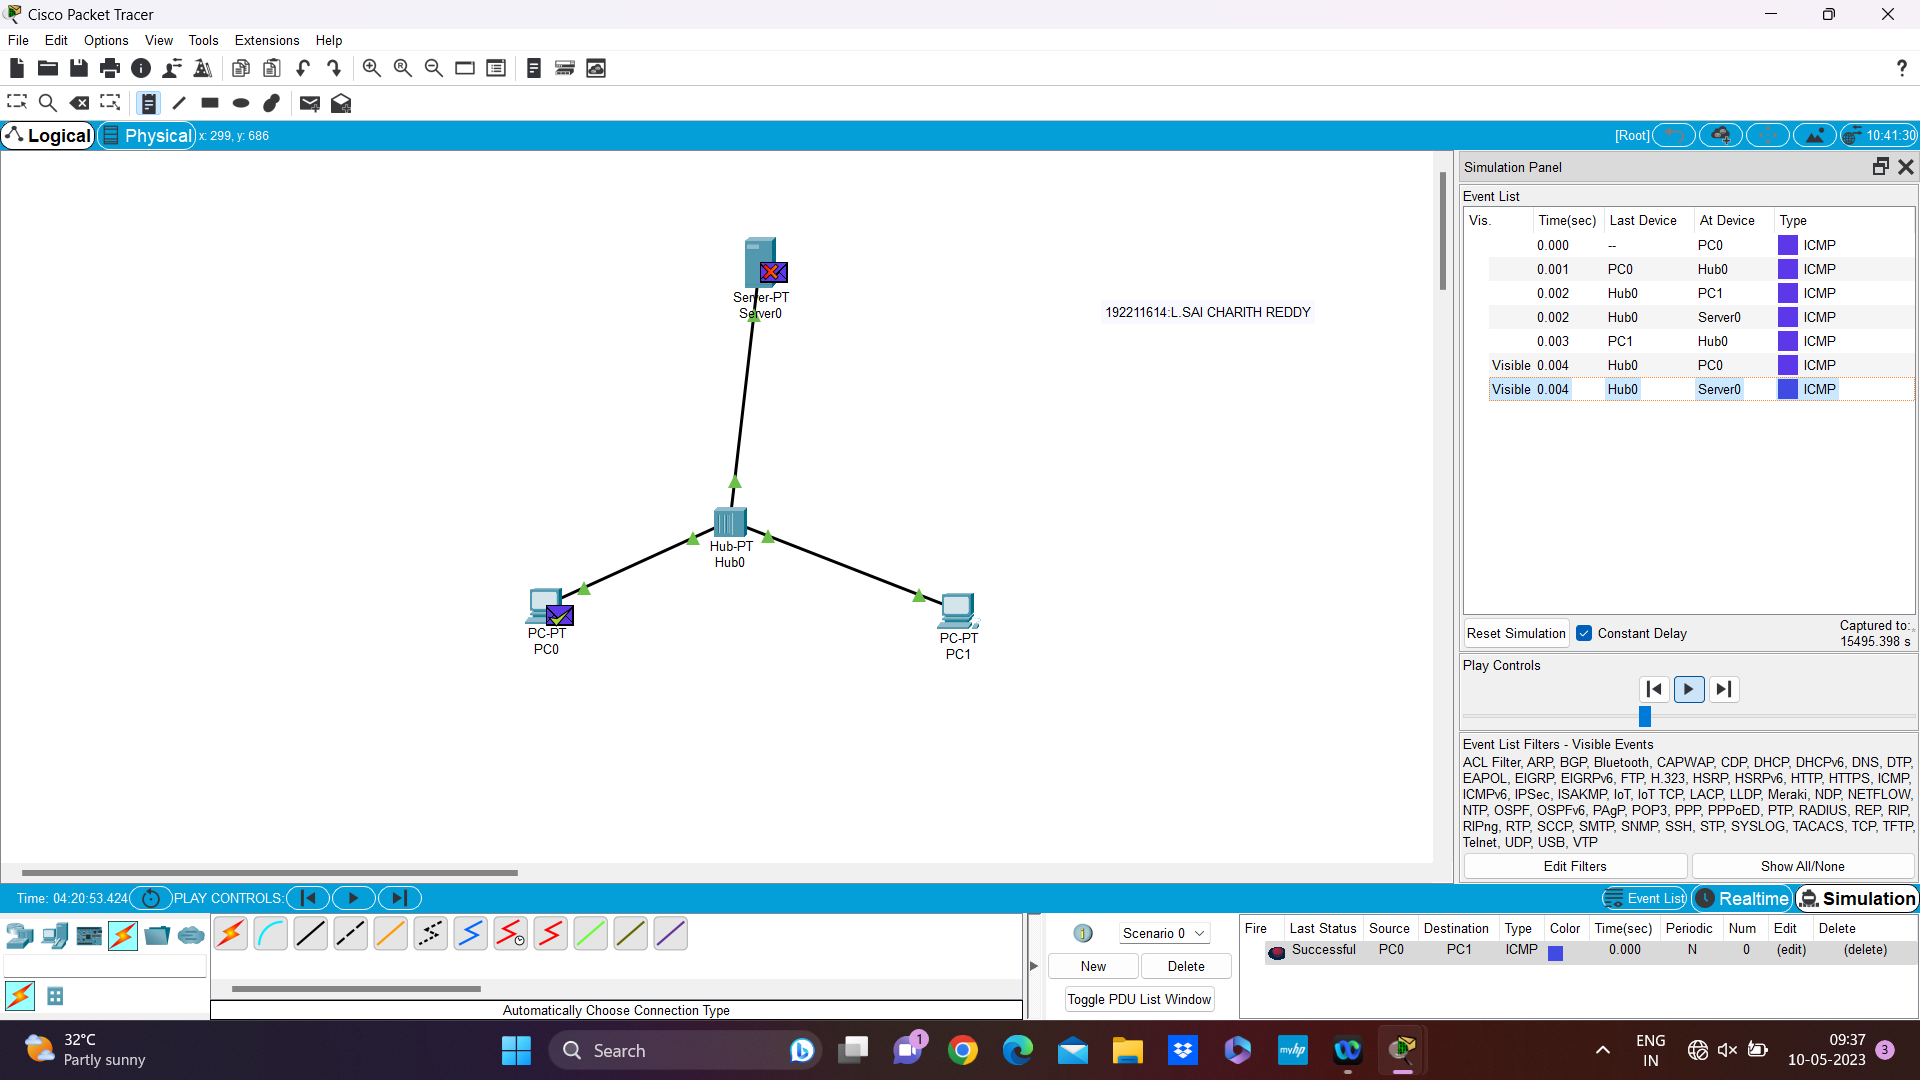 Cisco Packet Tracer
File Edit Options View Tools Extensions Help
?
Logical Physical x: 299, y: 686 [Root] 10:41:30
Server-PT
Server0
192211614:L.SAI CHARITH REDDY
Hub-PT
Hub0
PC-PT
PC0
PC-PT
PC1
Simulation Panel
Event List
Vis. Time(sec) Last Device At Device Type
0.000 -- PC0 ICMP
0.001 PC0 Hub0 ICMP
0.002 Hub0 PC1 ICMP
0.002 Hub0 Server0 ICMP
0.003 PC1 Hub0 ICMP
Visible 0.004 Hub0 PC0 ICMP
Visible 0.004 Hub0 Server0 ICMP
Reset Simulation Constant Delay Captured to:
15495.398 s
Play Controls
Event List Filters - Visible Events
ACL Filter, ARP, BGP, Bluetooth, CAPWAP, CDP, DHCP, DHCPv6, DNS, DTP,
EAPOL, EIGRP, EIGRPv6, FTP, H.323, HSRP, HSRPv6, HTTP, HTTPS, ICMP,
ICMPv6, IPSec, ISAKMP, IoT, IoT TCP, LACP, LLDP, Meraki, NDP, NETFLOW,
NTP, OSPF, OSPFv6, PAgP, POP3, PPP, PPPoED, PTP, RADIUS, REP, RIP,
RIPng, RTP, SCCP, SMTP, SNMP, SSH, STP, SYSLOG, TACACS, TCP, TFTP,
Telnet, UDP, USB, VTP
Edit Filters Show All/None
Time: 04:20:53.424 PLAY CONTROLS: Event List Realtime Simulation
Automatically Choose Connection Type
Scenario 0
New Delete
Toggle PDU List Window
Fire Last Status Source Destination Type Color Time(sec) Periodic Num Edit Delete
Successful PC0 PC1 ICMP 0.000 N 0 (edit) (delete)
32°C
Partly sunny
Search
1
myhp
ENG
IN
09:37
10-05-2023
3